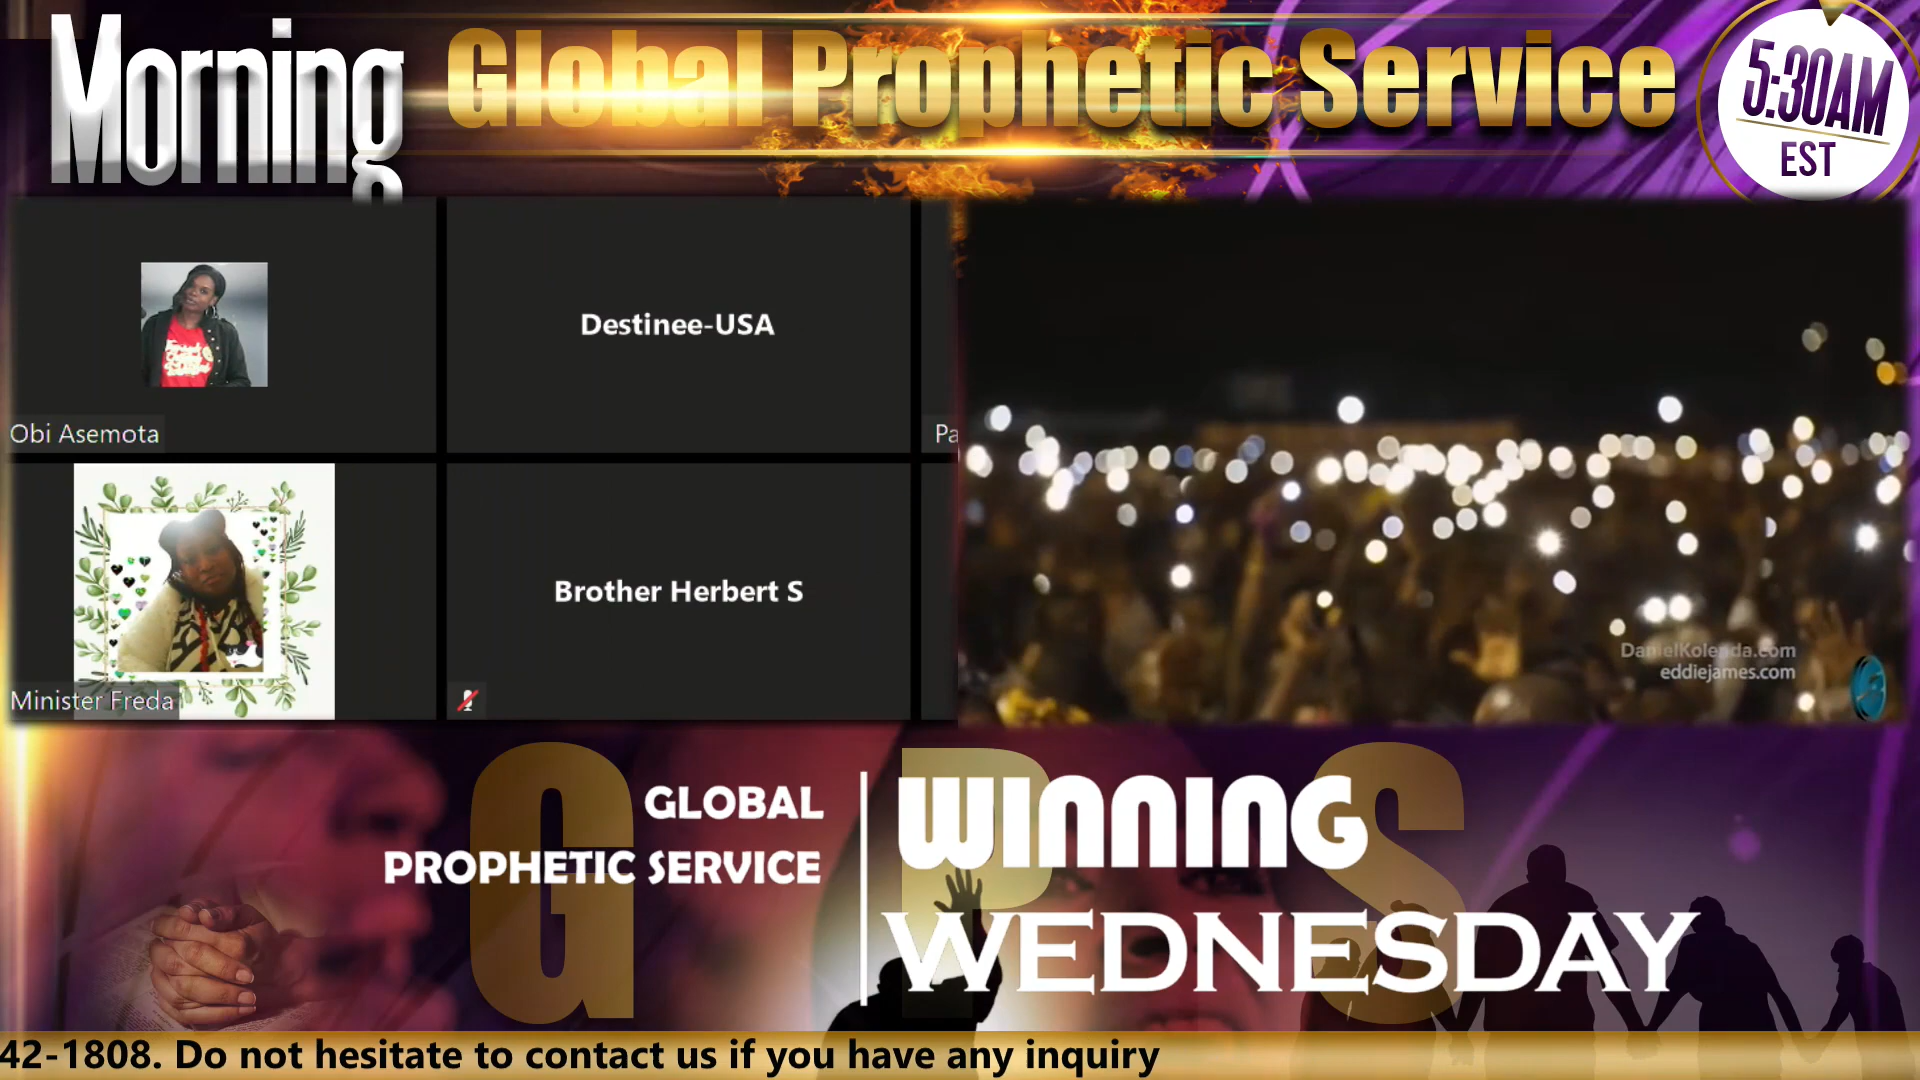 Morning
Global Prophetic Service
5:30AM
EST
Obi Asemota
Destinee-USA
Pa
Minister Freda
Brother Herbert S
DanielKolenda.com
eddiejames.com
GPS
GLOBAL
PROPHETIC SERVICE
WINNING
WEDNESDAY
42-1808. Do not hesitate to contact us if you have any inquiry